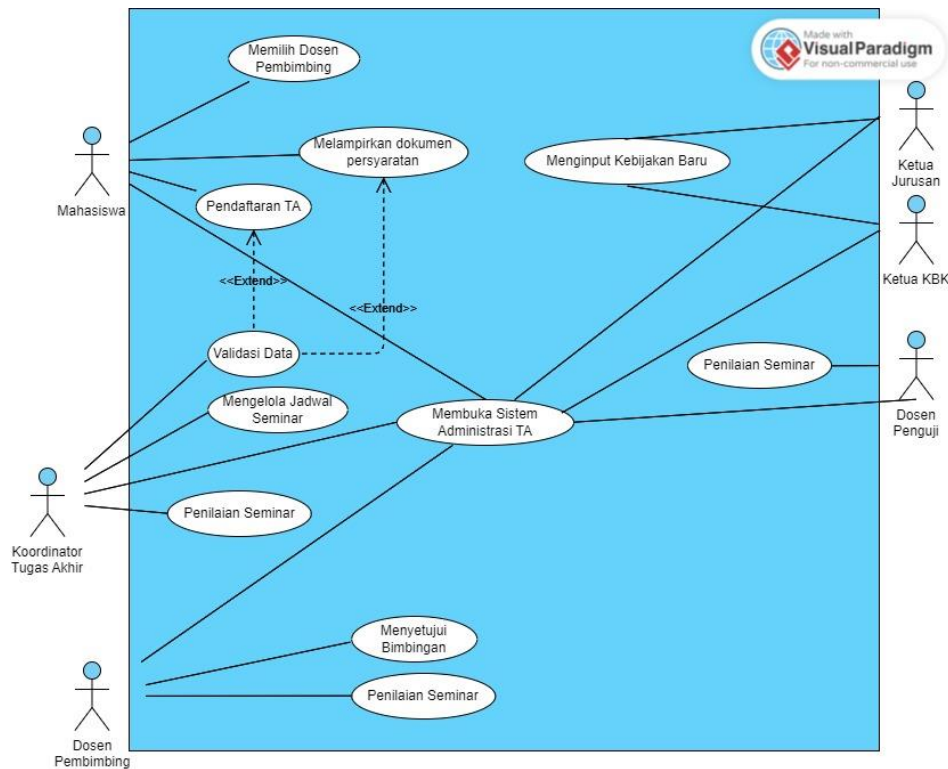 Made with
VisualParadigm
For non-commercial use
Memilih Dosen
Pembimbing
Mahasiswa
Melampirkan dokumen
persyaratan
Pendaftaran TA
Menginput Kebijakan Baru
Ketua
Jurusan
Ketua KBK
<<Extend>>
<<Extend>>
Validasi Data
Penilaian Seminar
Dosen
Penguji
Mengelola Jadwal
Seminar
Membuka Sistem
Administrasi TA
Penilaian Seminar
Koordinator
Tugas Akhir
Menyetujui
Bimbingan
Penilaian Seminar
Dosen
Pembimbing